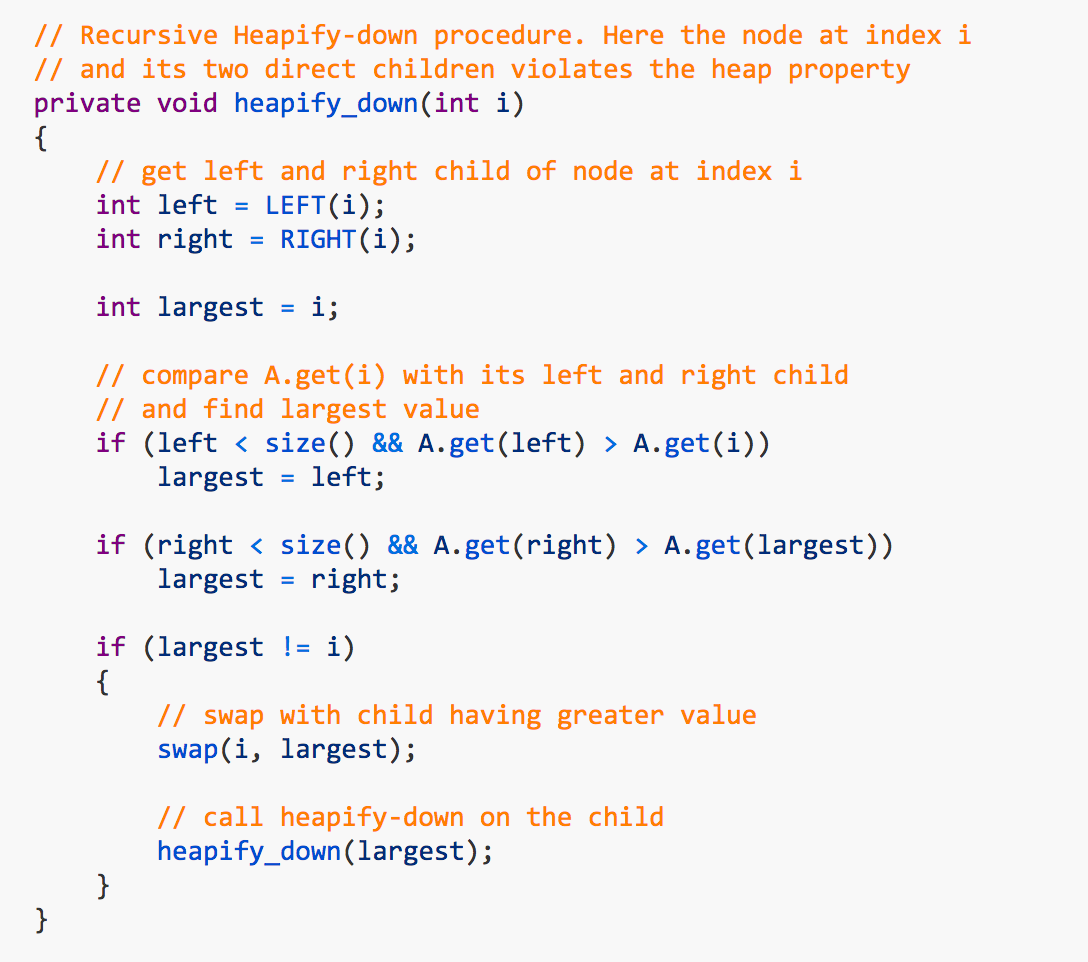 // Recursive Heapify-down procedure. Here the node at index i
// and its two direct children violates the heap property
private void heapify_down(int i)
{
    // get left and right child of node at index i
    int left = LEFT(i);
    int right = RIGHT(i);

    int largest = i;

    // compare A.get(i) with its left and right child
    // and find largest value
    if (left < size() && A.get(left) > A.get(i))
        largest = left;

    if (right < size() && A.get(right) > A.get(largest))
        largest = right;

    if (largest != i)
    {
        // swap with child having greater value
        swap(i, largest);

        // call heapify-down on the child
        heapify_down(largest);
    }
}